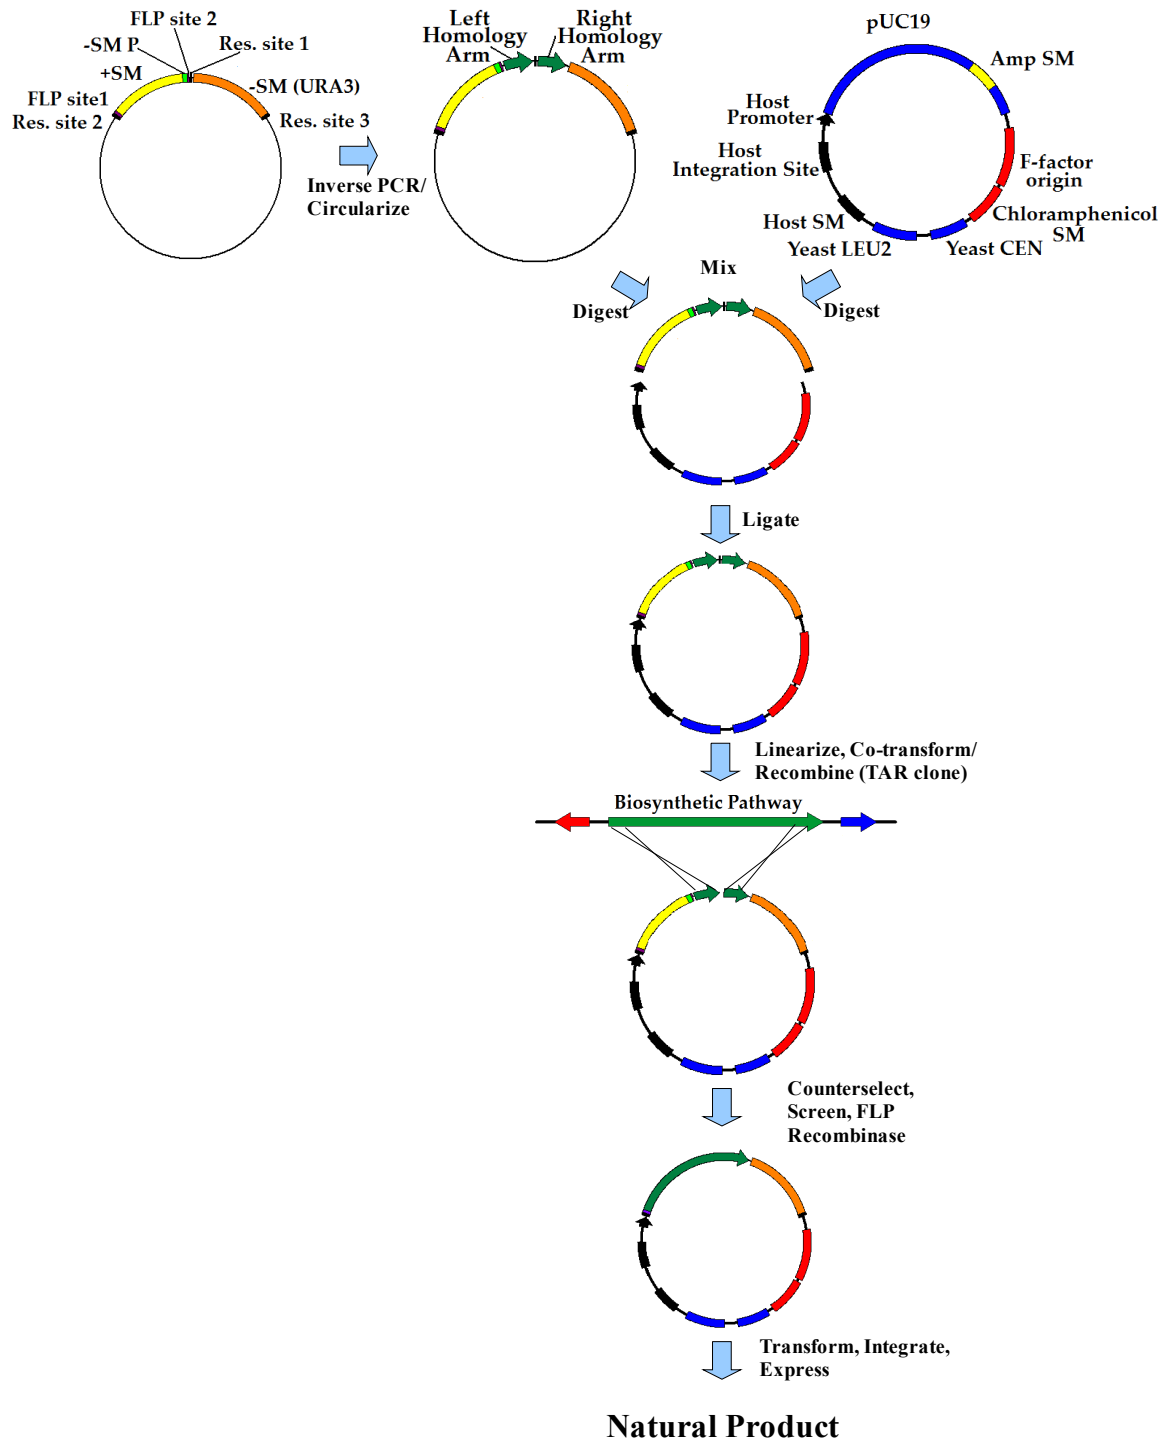 FLP site 2
-SM P
Res. site 1
+SM
-SM (URA3)
FLP site1
Res. site 2
Res. site 3
Inverse PCR/
Circularize
Left
Homology
Arm
Right
Homology
Arm
pUC19
Amp SM
Host
Promoter
Host
Integration Site
F-factor
origin
Chloramphenicol
SM
Host SM
Yeast LEU2
Yeast CEN
Mix
Digest
Digest
Ligate
Linearize, Co-transform/
Recombine (TAR clone)
Biosynthetic Pathway
Counterselect,
Screen, FLP
Recombinase
Transform, Integrate,
Express
Natural Product